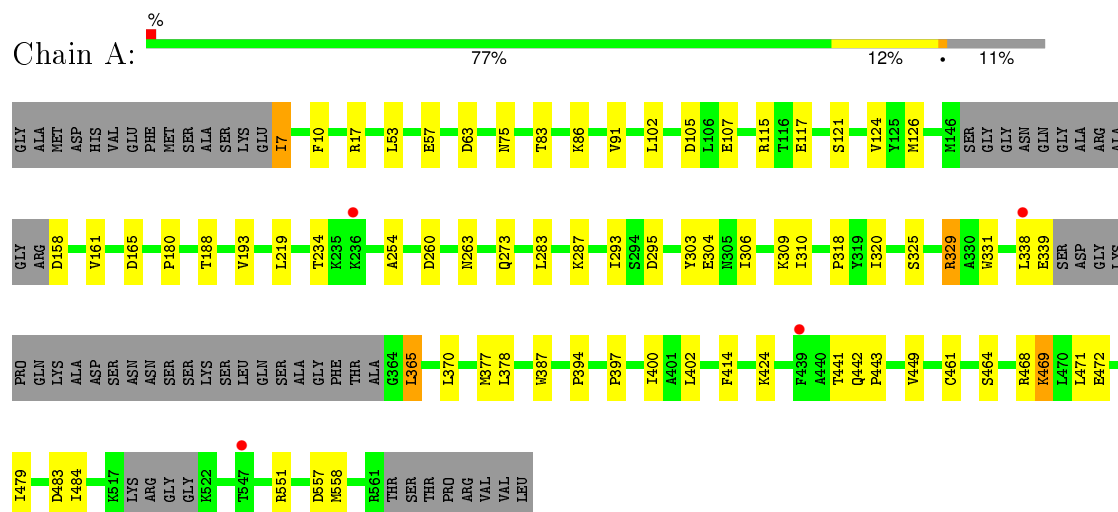 %
Chain A: 77% 12% • 11%
GLY ALA MET ASP HIS VAL GLU PHE MET SER ALA SER LYS GLU I7 F10 R17 L53 E57 D63 N75 T83 K86 V91 L102 D105 L106 E107 R115 T116 E117 S121 V124 Y125 M126 M146 SER GLY GLY ASN GLN GLY ALA ARG ALA
GLY ARG D158 V161 D165 P180 T188 V193 L219 T234 K235 K236 A254 D260 N263 Q273 L283 K287 I293 S294 D295 Y303 E304 N305 I306 K309 I310 P318 Y319 I320 S325 R329 A330 W331 L338 E339 SER ASP GLY LYS
PRO GLN LYS ALA ASP SER ASN ASN SER SER LYS SER LEU GLN SER ALA GLY PHE THR ALA G364 L365 L370 M377 L378 W387 P394 P397 I400 A401 L402 F414 K424 F439 A440 T441 Q442 P443 V449 C461 S464 R468 K469 L470 L471 E472
I479 D483 I484 K517 LYS ARG GLY GLY K522 T547 R551 D557 M558 R561 THR SER THR PRO ARG VAL VAL LEU